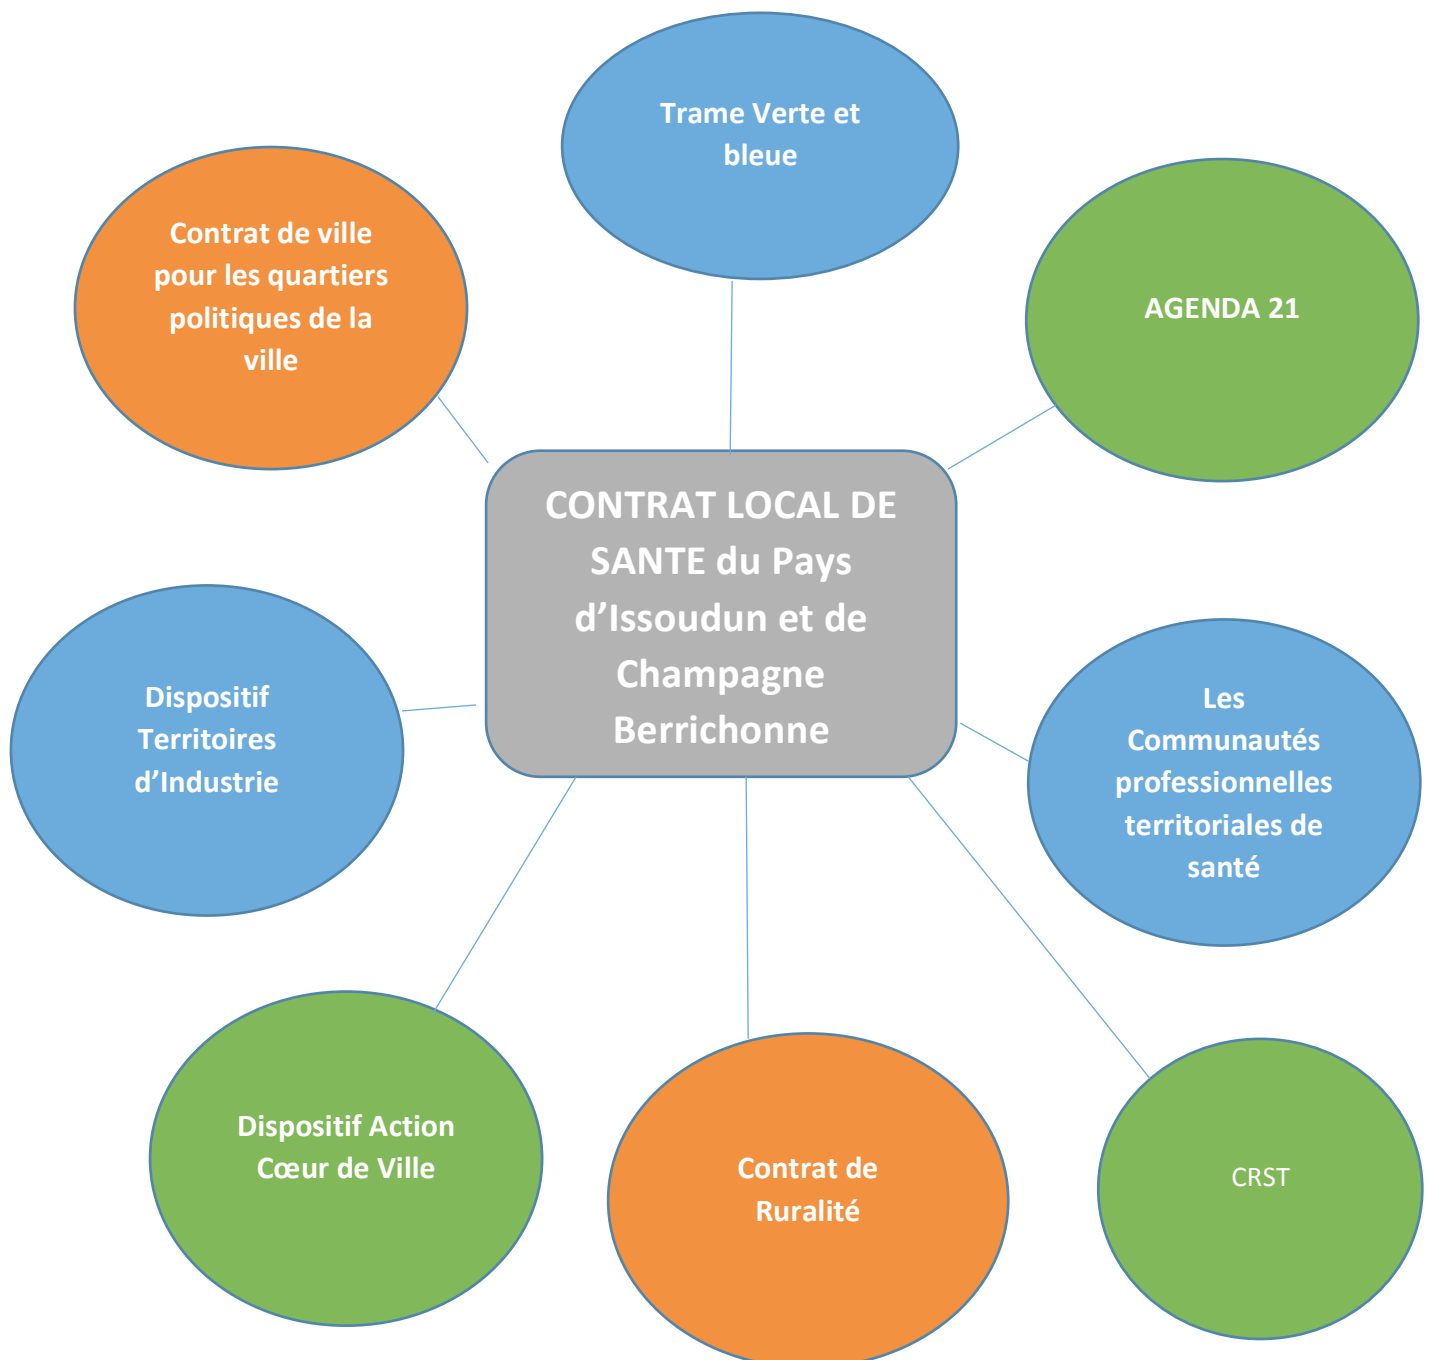 Trame Verte et
bleue
Contrat de ville
pour les quartiers
politiques de la
ville
AGENDA 21
CONTRAT LOCAL DE
SANTE du Pays
d’Issoudun et de
Champagne
Berrichonne
Dispositif
Territoires
d’Industrie
Les
Communautés
professionnelles
territoriales de
santé
Dispositif Action
Cœur de Ville
Contrat de
Ruralité
CRST